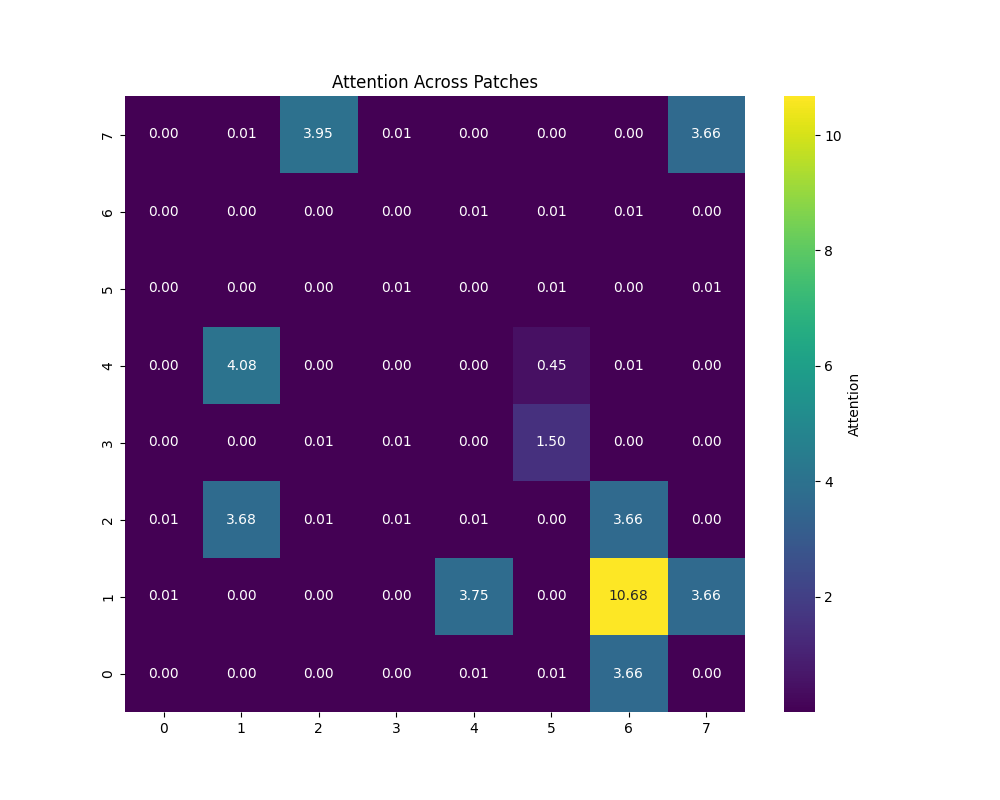 Attention Across Patches
7 0.00 0.01 3.95 0.01 0.00 0.00 0.00 3.66
6 0.00 0.00 0.00 0.00 0.01 0.01 0.01 0.00
5 0.00 0.00 0.00 0.01 0.00 0.01 0.00 0.01
4 0.00 4.08 0.00 0.00 0.00 0.45 0.01 0.00
3 0.00 0.00 0.01 0.01 0.00 1.50 0.00 0.00
2 0.01 3.68 0.01 0.01 0.01 0.00 3.66 0.00
1 0.01 0.00 0.00 0.00 3.75 0.00 10.68 3.66
0 0.00 0.00 0.00 0.00 0.01 0.01 3.66 0.00
0 1 2 3 4 5 6 7
10
8
6
4
2
Attention